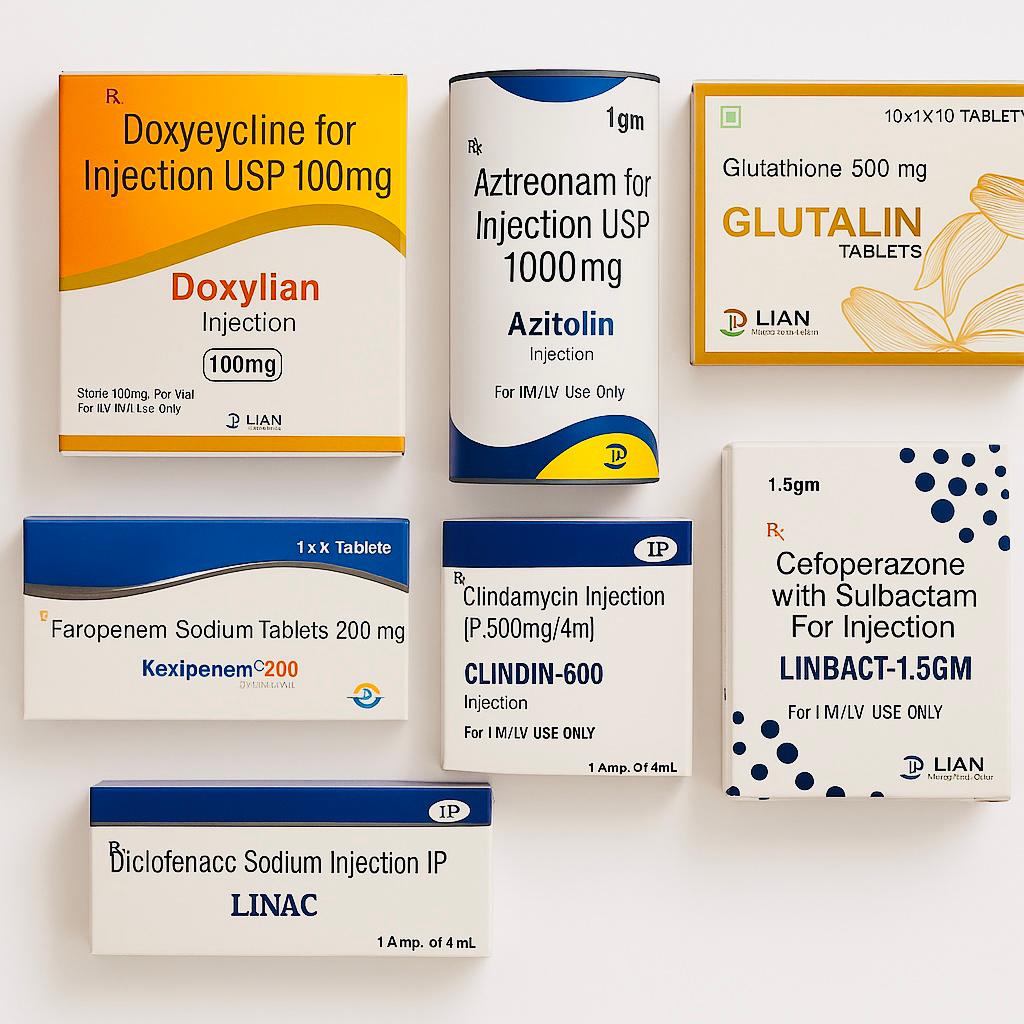 Rx
Doxyeycline for
Injection USP 100mg
Doxylian
Injection
100mg
Storie 100mg. Por Vial
For ILV IN/I Lse Only
LIAN
1gm
Rx
Aztreonam for
Injection USP
1000mg
Azitolin
Injection
For IM/LV Use Only
10x1X10 TABLETY
Glutathione 500 mg
GLUTALIN
TABLETS
LIAN
1 x X Tablete
Faropenem Sodium Tablets 200 mg
Kexipenem C200
IP
Rx
Clindamycin Injection
(P.500mg/4m)
CLINDIN-600
Injection
For I M/LV USE ONLY
1 Amp. Of 4mL
1.5gm
Rx
Cefoperazone
with Sulbactam
For Injection
LINBACT-1.5GM
For I M/LV USE ONLY
LIAN
IP
Rx
Diclofenacc Sodium Injection IP
LINAC
1 Amp. of 4 mL